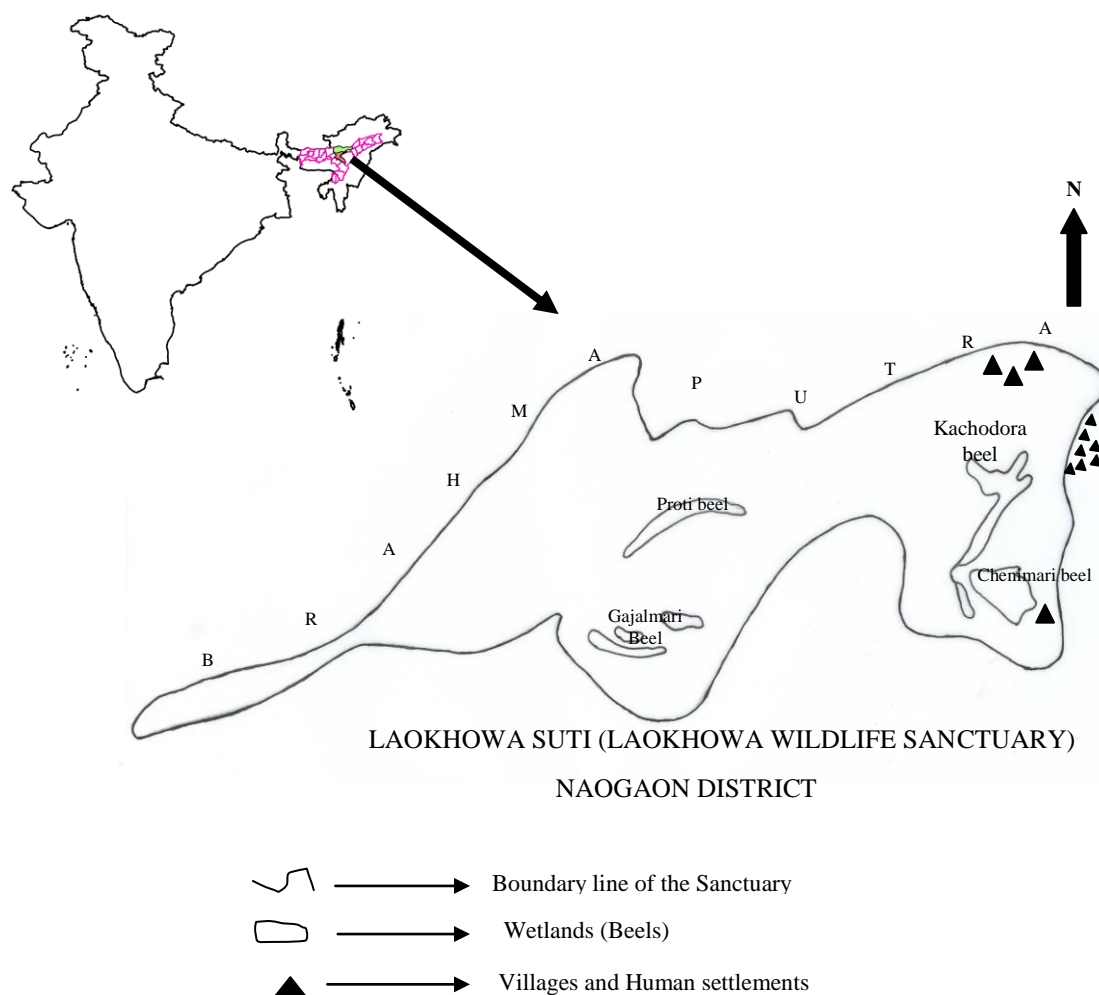 N
B R A H M A P U T R A
Kachodora
beel
Proti beel
Chenimari beel
Gajalmari
Beel
LAOKHOWA SUTI (LAOKHOWA WILDLIFE SANCTUARY)
NAOGAON DISTRICT
Boundary line of the Sanctuary
Wetlands (Beels)
Villages and Human settlements